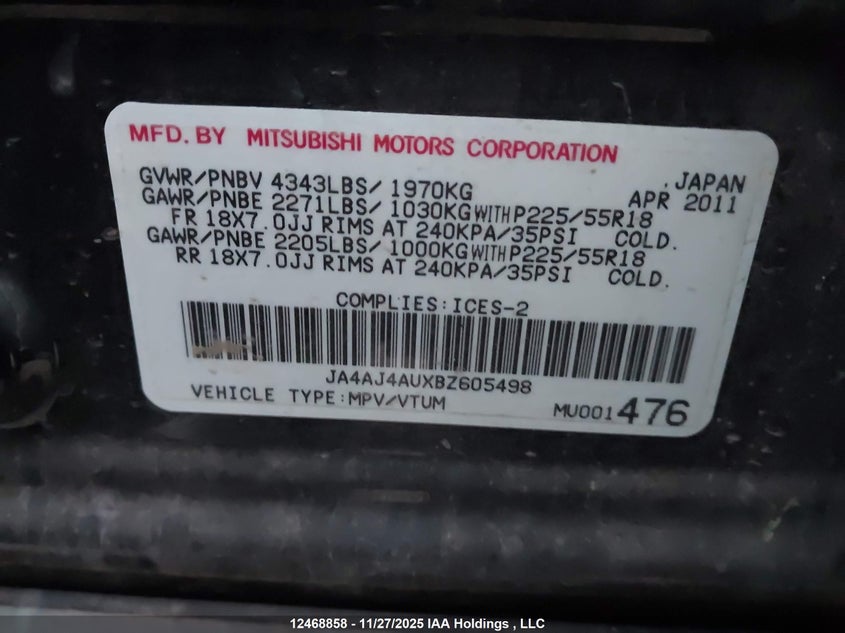 MFD. BY MITSUBISHI MOTORS CORPORATION
GVWR/PNBV 4343LBS/ 1970KG .JAPAN
GAWR/PNBE 2271LBS/ 1030KG WITH P225/55R18 APR 2011
FR 18X7.0JJ RIMS AT 240KPA/35PSI COLD.
GAWR/PNBE 2205LBS/ 1000KG WITH P225/55R18
RR 18X7.0JJ RIMS AT 240KPA/35PSI COLD.
COMPLIES:ICES-2
JA4AJ4AUXBZ605498
VEHICLE TYPE:MPV/VTUM MU001476
12468858 - 11/27/2025 IAA Holdings , LLC